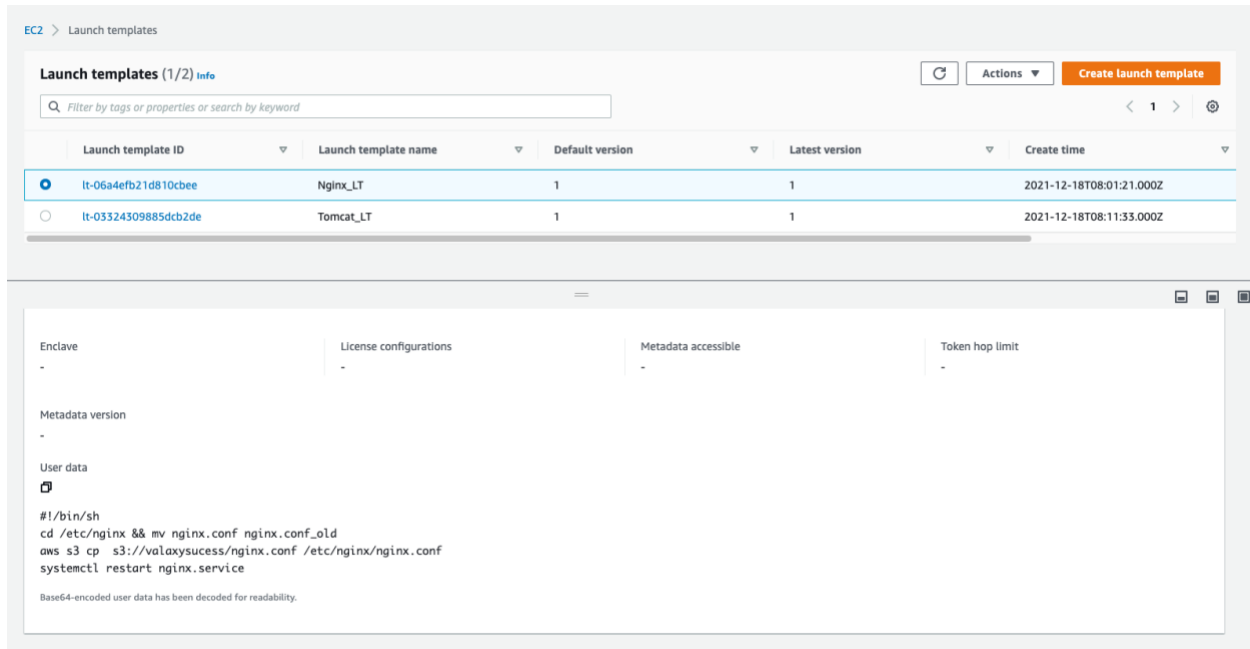 EC2 > Launch templates
Launch templates (1/2) Info
Actions
Create launch template
Filter by tags or properties or search by keyword
< 1 >
Launch template ID Launch template name Default version Latest version Create time
lt-06a4efb21d810cbee Nginx_LT 1 1 2021-12-18T08:01:21.000Z
lt-03324309885dcb2de Tomcat_LT 1 1 2021-12-18T08:11:33.000Z
Enclave License configurations Metadata accessible Token hop limit
- - - -
Metadata version
-
User data
#!/bin/sh
cd /etc/nginx && mv nginx.conf nginx.conf_old
aws s3 cp  s3://valaxysucess/nginx.conf /etc/nginx/nginx.conf
systemctl restart nginx.service
Base64-encoded user data has been decoded for readability.